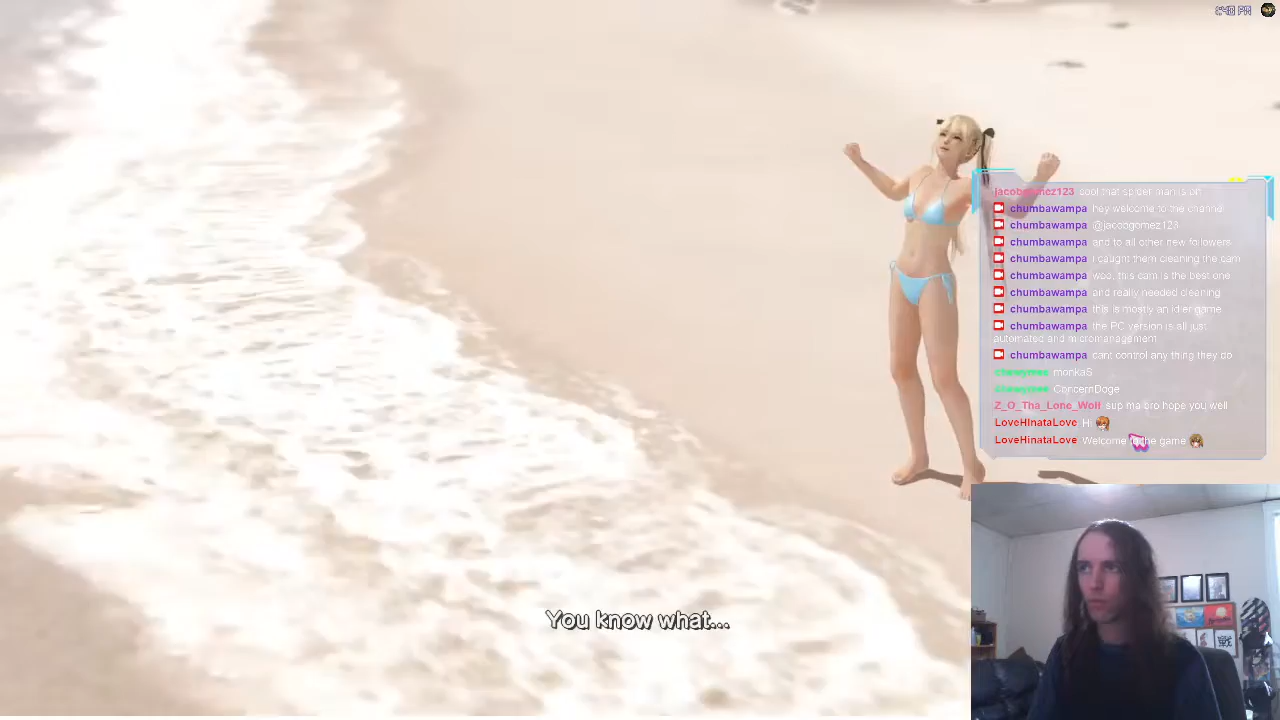 jacobgomez123 cool that spider man is on
chumbawampa hey welcome to the channel
chumbawampa @jacobgomez123
chumbawampa and to all other new followers
chumbawampa i caught them cleaning the cam
chumbawampa woa, this cam is the best one
chumbawampa and really needed cleaning
chumbawampa this is mostly an idler game
chumbawampa the PC version is all just
automated and micromanagement
chumbawampa cant control any thing they do
monkaS
ConcernDoge
Z_O_Tha_Lone_Wolf sup ma bro hope you well
LoveHInataLove Hi
LoveHInataLove Welcome to the game
You know what...